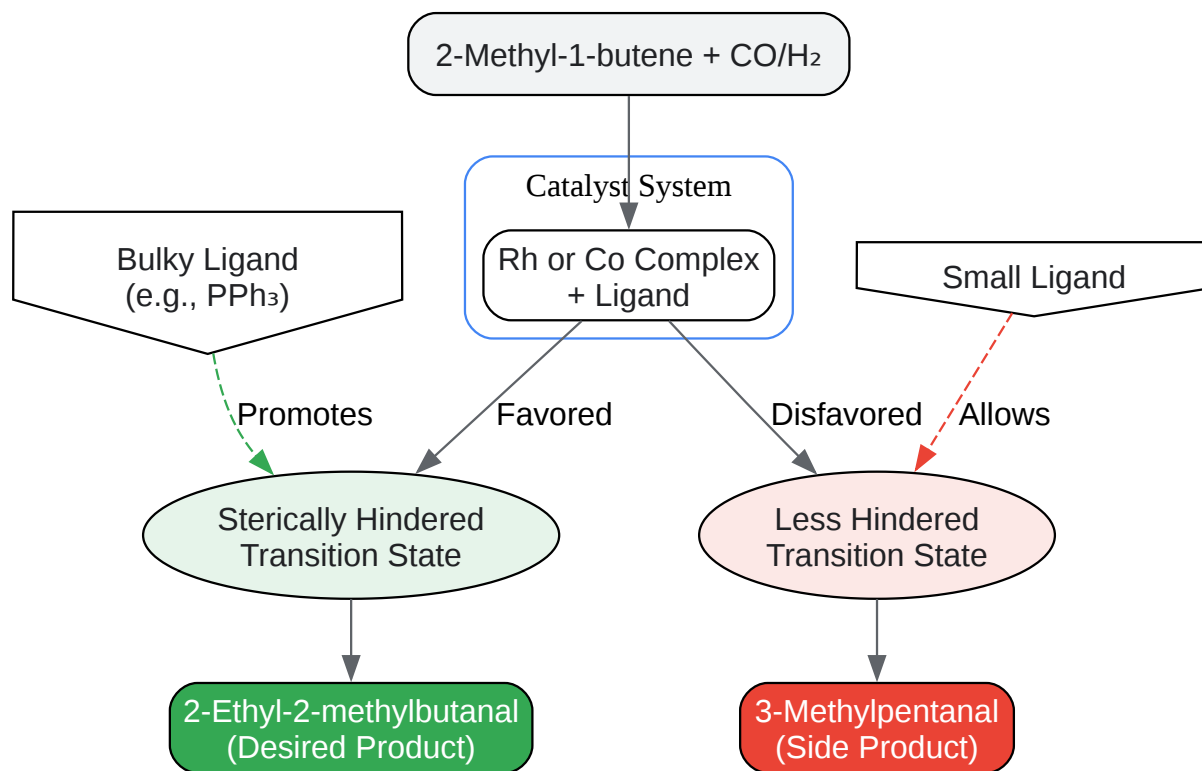 2-Methyl-1-butene + CO/H₂
Catalyst System
Bulky Ligand
(e.g., PPh₃)
Rh or Co Complex
+ Ligand
Small Ligand
Promotes
Favored
Disfavored
Allows
Sterically Hindered
Transition State
Less Hindered
Transition State
2-Ethyl-2-methylbutanal
(Desired Product)
3-Methylpentanal
(Side Product)